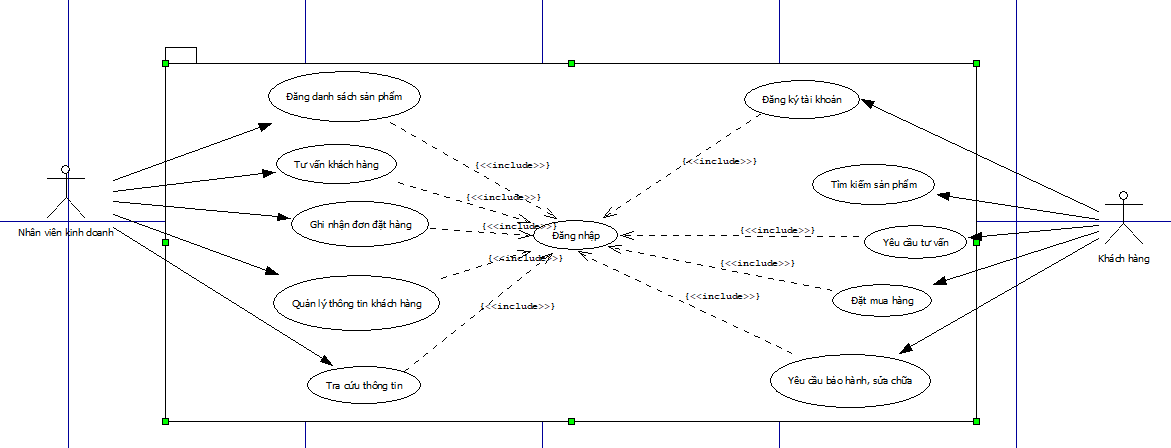 Đăng danh sách sản phẩm
Đăng ký tài khoản
{<<include>>}
{<<include>>}
Tư vấn khách hàng
Tìm kiếm sản phẩm
{<<include>>}
Ghi nhận đơn đặt hàng
{<<include>>}
Nhân viên kinh doanh
Đăng nhập
{<<include>>}
Yêu cầu tư vấn
{<<include>>}
{<<include>>}
Khách hàng
Quản lý thông tin khách hàng
{<<include>>}
{<<include>>}
Đặt mua hàng
Tra cứu thông tin
Yêu cầu bảo hành, sửa chữa